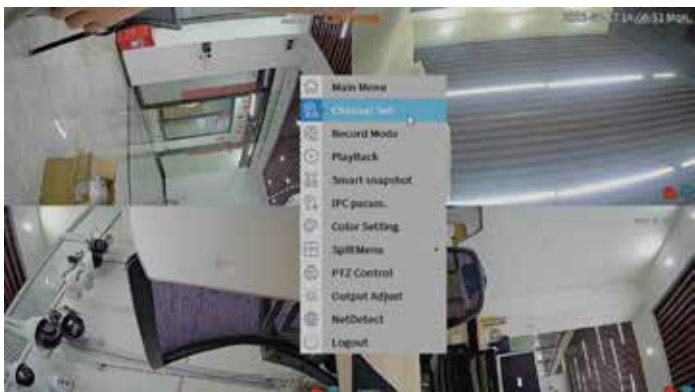 Main Menu
Channel Set
Record Mode
PlayBack
Smart snapshot
IPC param.
Color Setting
SplitMenu
PTZ Control
Output Adjust
NetDetect
Logout